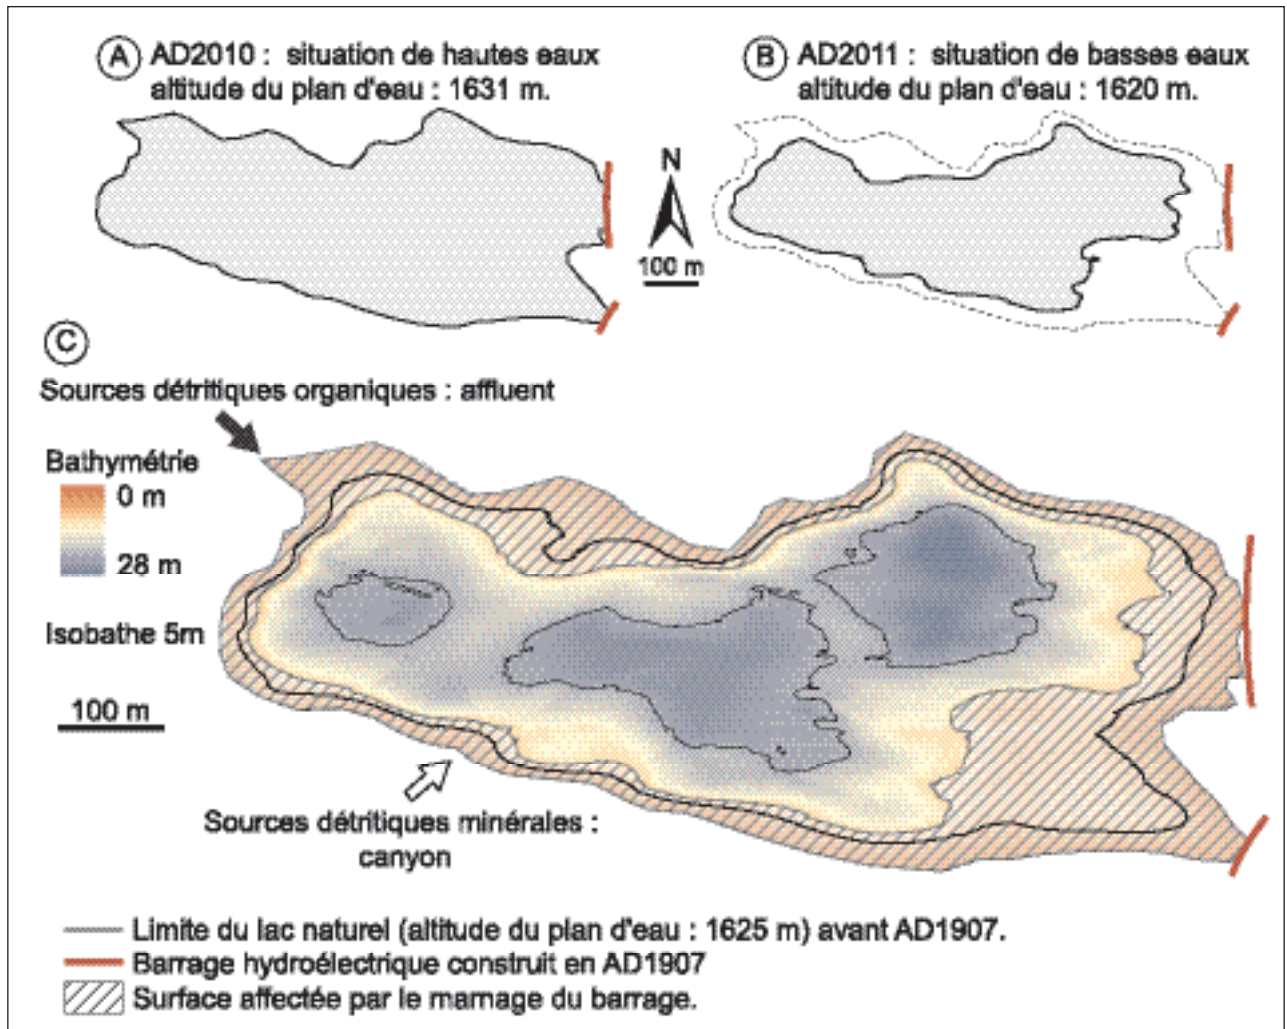 A AD2010 : situation de hautes eaux
altitude du plan d'eau : 1631 m.
B AD2011 : situation de basses eaux
altitude du plan d'eau : 1620 m.
N
100 m
C
Sources détritiques organiques : affluent
Bathymétrie
0 m
28 m
Isobathe 5m
100 m
Sources détritiques minérales :
canyon
Limite du lac naturel (altitude du plan d'eau : 1625 m) avant AD1907.
Barrage hydroélectrique construit en AD1907
Surface affectée par le marnage du barrage.